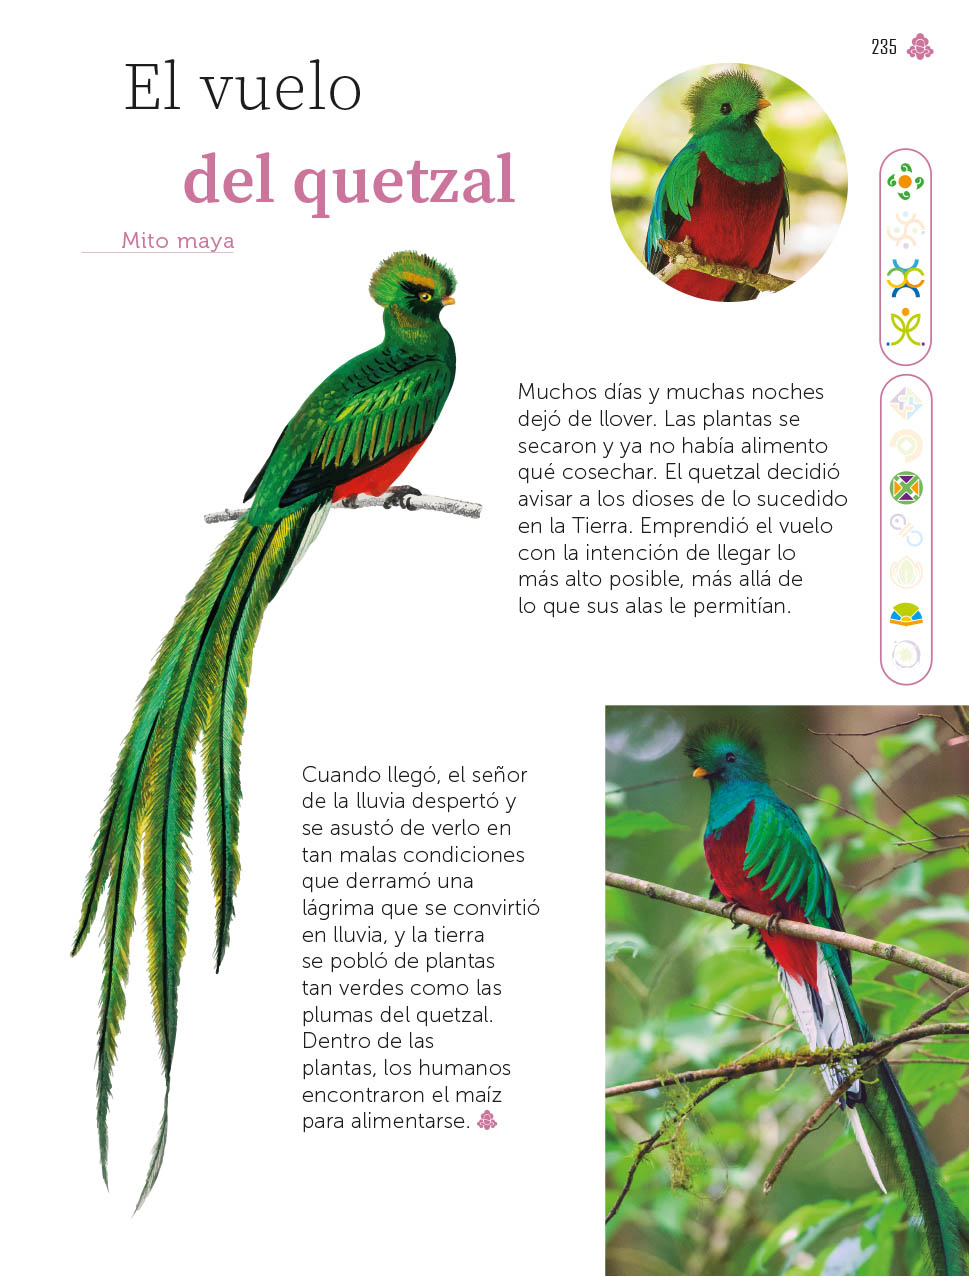 235
El vuelo
del quetzal
Mito maya
Muchos días y muchas noches
dejó de llover. Las plantas se
secaron y ya no había alimento
qué cosechar. El quetzal decidió
avisar a los dioses de lo sucedido
en la Tierra. Emprendió el vuelo
con la intención de llegar lo
más alto posible, más allá de
lo que sus alas le permitían.
Cuando llegó, el señor
de la lluvia despertó y
se asustó de verlo en
tan malas condiciones
que derramó una
lágrima que se convirtió
en lluvia, y la tierra
se pobló de plantas
tan verdes como las
plumas del quetzal.
Dentro de las
plantas, los humanos
encontraron el maíz
para alimentarse.